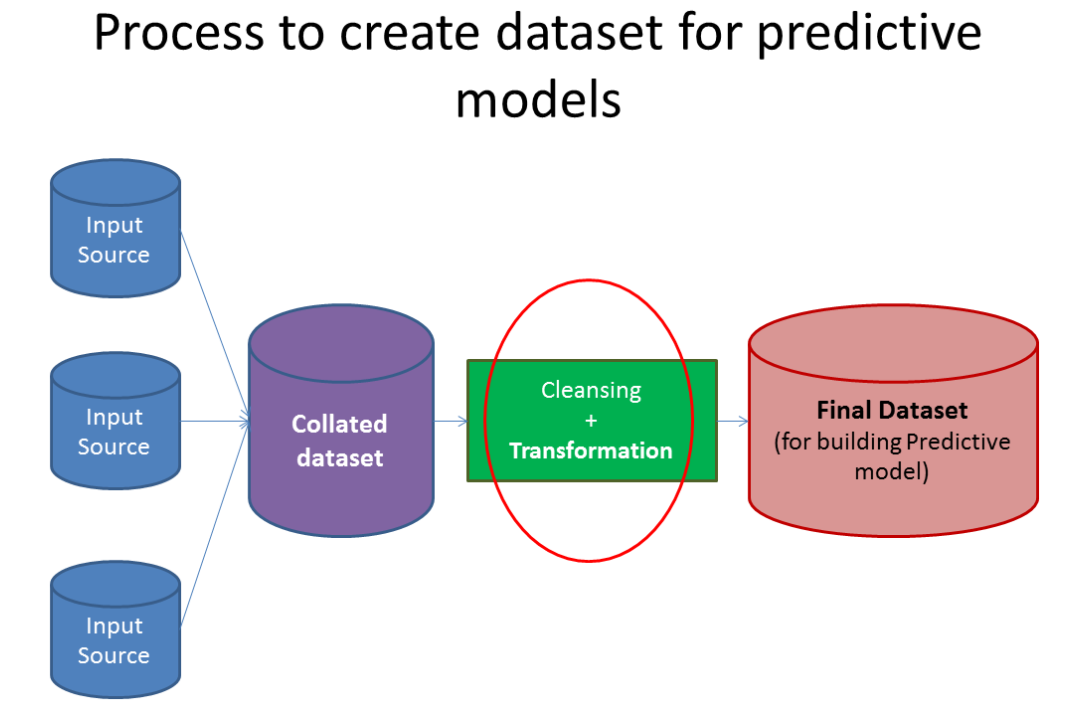 Process to create dataset for predictive
models
Input
Source
Input
Source
Input
Source
Collated
dataset
Cleansing
+
Transformation
Final Dataset
(for building Predictive
model)